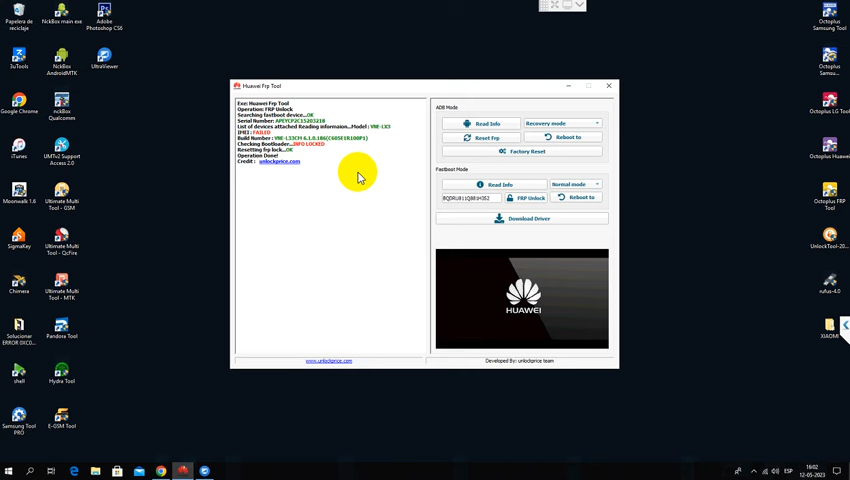 Papelera de
reciclaje
NckBox main exe
Adobe
Photoshop CS6
3uTools
NckBox
AndroidMTK
UltraViewer
Google Chrome
nckBox
Qualcomm
iTunes
UMTv2 Support
Access 2.0
Moonwalk 1.6
Ultimate Multi
Tool - GSM
SigmaKey
Ultimate Multi
Tool - QcFire
Chimera
Ultimate Multi
Tool - MTK
Solucionar
ERROR 0XC0...
Pandora Tool
shell
Hydra Tool
Samsung Tool
PRO
E-GSM Tool
Huawei Frp Tool
Exe: Huawei Frp Tool
Operation: FRP Unlock
Searching fastboot device...OK
Serial Number: APEYCP2C15203218
List of devices attached Reading informaion...Model : VNE-LX3
IMEI : FAILED
Build Number : VNE-L33CM 6.1.0.186(C605E1R100P1)
Checking Bootloader...INFO LOCKED
Resetting frp lock...OK
Operation Done!
Credit : unlockprice.com
www.unlockprice.com
ADB Mode
Read Info
Recovery mode
Reset Frp
Reboot to
Factory Reset
Fastboot Mode
Read Info
Normal mode
FRP Unlock
Reboot to
Download Driver
HUAWEI
Developed By: unlockprice team
Octoplus
Samsung Tool
Octoplus
Samsu...
Octoplus LG
Tool
Octoplus
Huawei Tool
Octoplus FRP
Tool
UnlockTool-20...
rufus-4.0
XIAOMI
ESP
16:02
12-05-2023